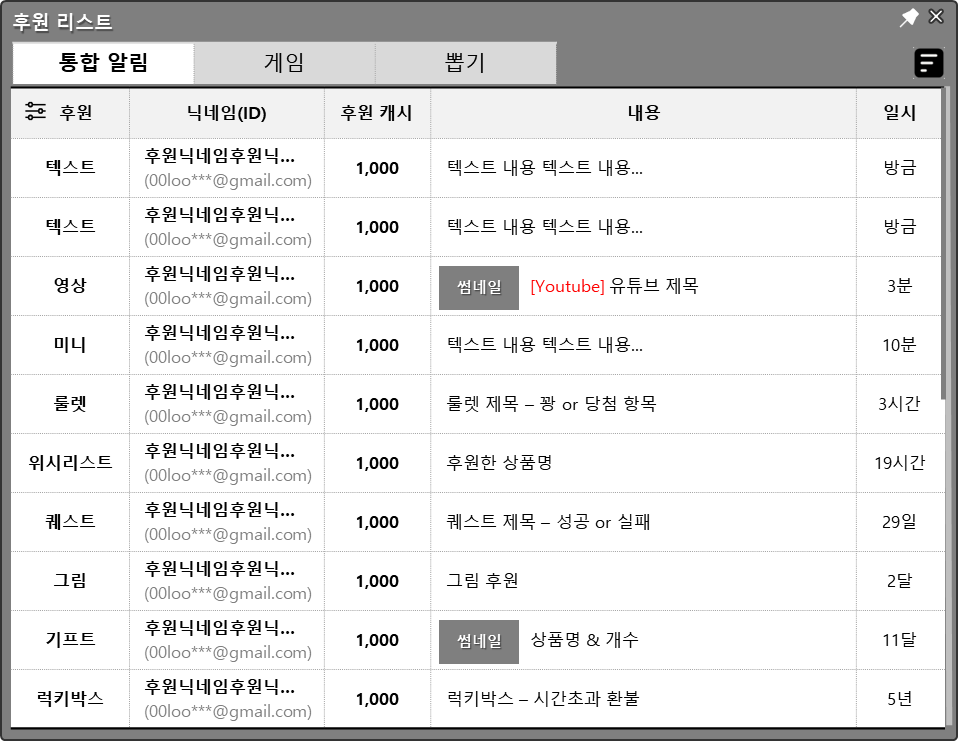 후원 리스트
통합 알림 게임 뽑기
후원 닉네임(ID) 후원 캐시 내용 일시
텍스트 후원닉네임후원닉... 1,000 텍스트 내용 텍스트 내용... 방금
(00loo***@gmail.com)
텍스트 후원닉네임후원닉... 1,000 텍스트 내용 텍스트 내용... 방금
(00loo***@gmail.com)
영상 후원닉네임후원닉... 1,000 썸네일 [Youtube] 유튜브 제목 3분
(00loo***@gmail.com)
미니 후원닉네임후원닉... 1,000 텍스트 내용 텍스트 내용... 10분
(00loo***@gmail.com)
룰렛 후원닉네임후원닉... 1,000 룰렛 제목 – 꽝 or 당첨 항목 3시간
(00loo***@gmail.com)
위시리스트 후원닉네임후원닉... 1,000 후원한 상품명 19시간
(00loo***@gmail.com)
퀘스트 후원닉네임후원닉... 1,000 퀘스트 제목 – 성공 or 실패 29일
(00loo***@gmail.com)
그림 후원닉네임후원닉... 1,000 그림 후원 2달
(00loo***@gmail.com)
기프트 후원닉네임후원닉... 1,000 썸네일 상품명 & 개수 11달
(00loo***@gmail.com)
럭키박스 후원닉네임후원닉... 1,000 럭키박스 – 시간초과 환불 5년
(00loo***@gmail.com)